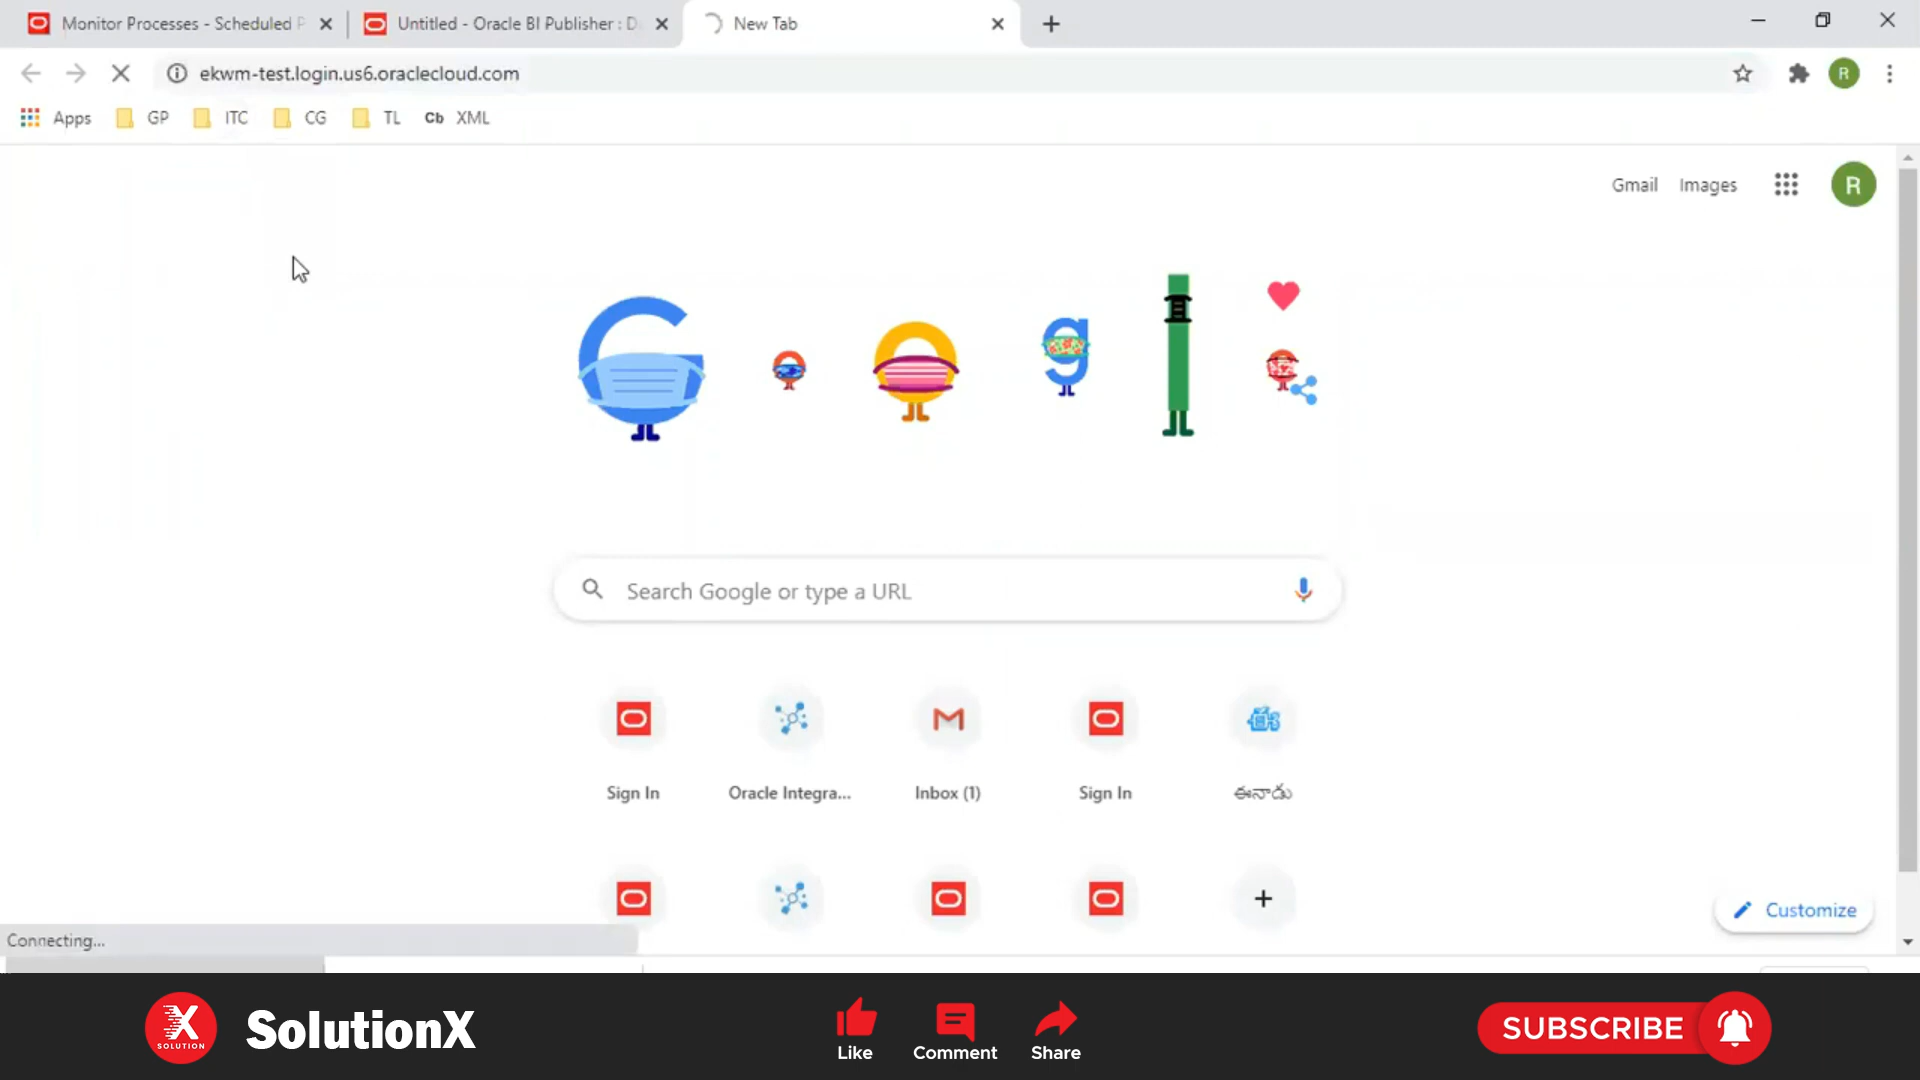 Monitor Processes - Scheduled P
Untitled - Oracle BI Publisher : D
New Tab
ekwm-test.login.us6.oraclecloud.com
R
Apps
GP
ITC
CG
TL
Cb XML
Gmail
Images
R
Search Google or type a URL
Sign In
Oracle Integra...
Inbox (1)
Sign In
ఈనాడు
Customize
Connecting...
X
SOLUTION
SolutionX
Like
Comment
Share
SUBSCRIBE